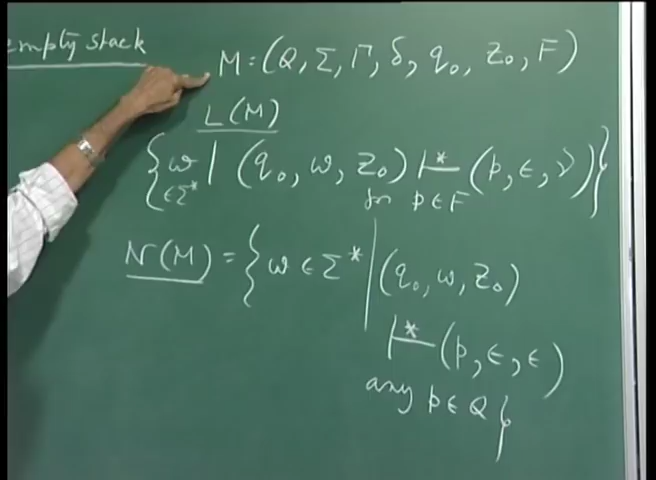 empty stack
M = (Q, Σ, Γ, δ, q₀, Z₀, F)
L(M)
{w | (q₀, w, Z₀) ⊢* (p, ε, γ)}
∈Σ* for p ∈ F
N(M) = {w ∈ Σ* | (q₀, w, Z₀)
⊢* (p, ε, ε)
any p ∈ Q}